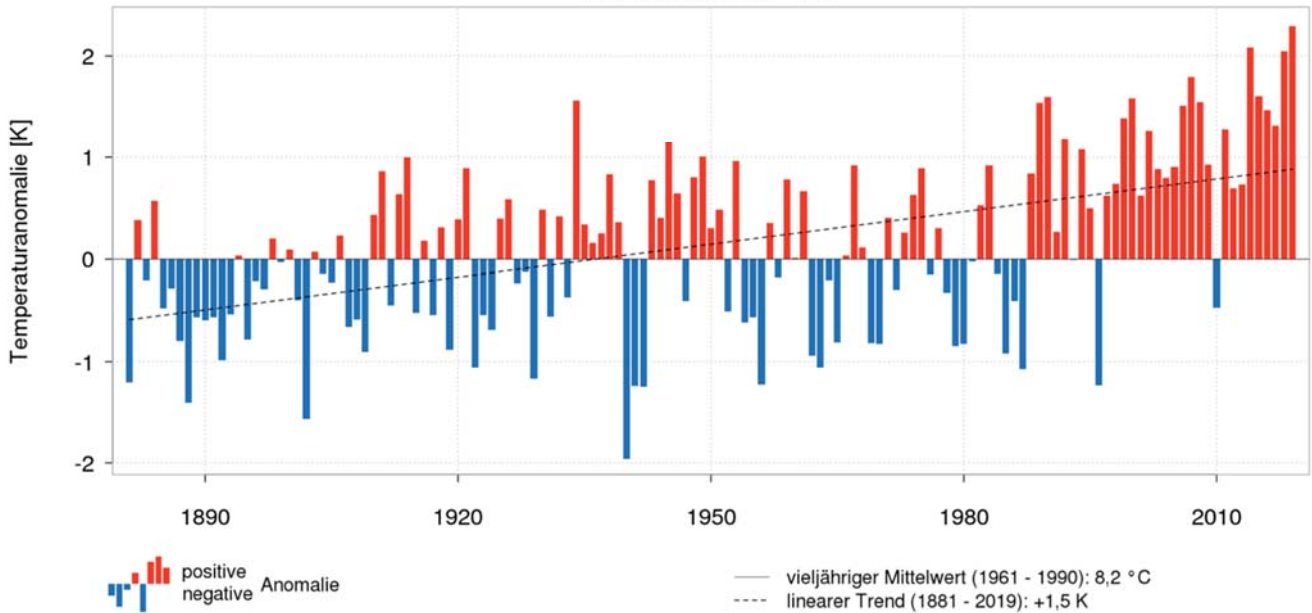 Temperaturanomalie [K]
2
1
0
-1
-2
1890 1920 1950 1980 2010
positive
negative Anomalie
vieljähriger Mittelwert (1961 - 1990): 8,2 °C
linearer Trend (1881 - 2019): +1,5 K